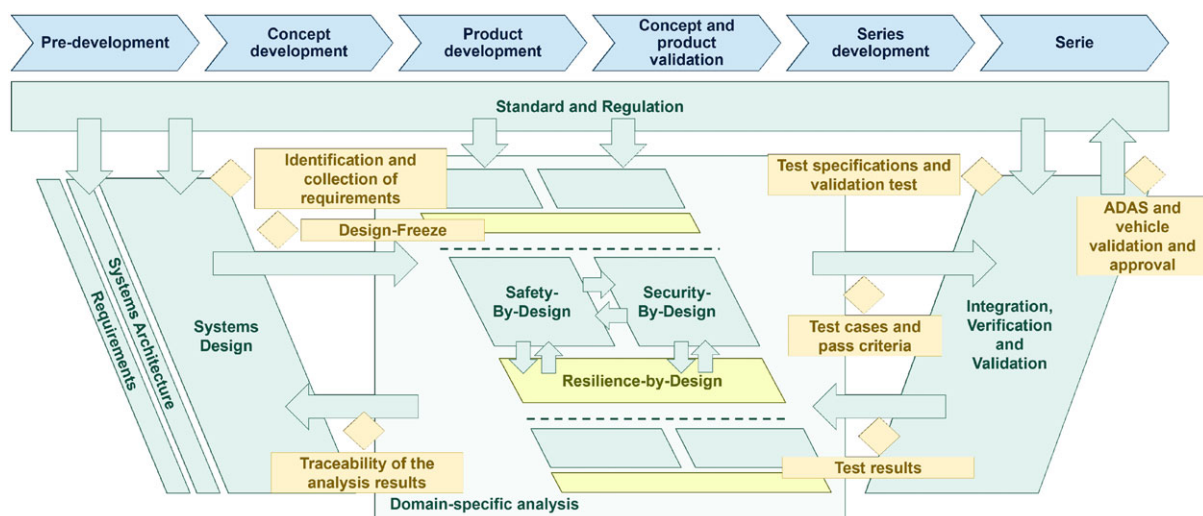 Pre-development
Concept
development
Product
development
Concept and
product
validation
Series
development
Serie
Standard and Regulation
Identification and
collection of
requirements
Design-Freeze
Test specifications and
validation test
ADAS and
vehicle
validation and
approval
Requirements
Systems Architecture
Systems
Design
Safety-
By-Design
Security-
By-Design
Resilience-by-Design
Test cases and
pass criteria
Integration,
Verification
and
Validation
Traceability of the
analysis results
Test results
Domain-specific analysis